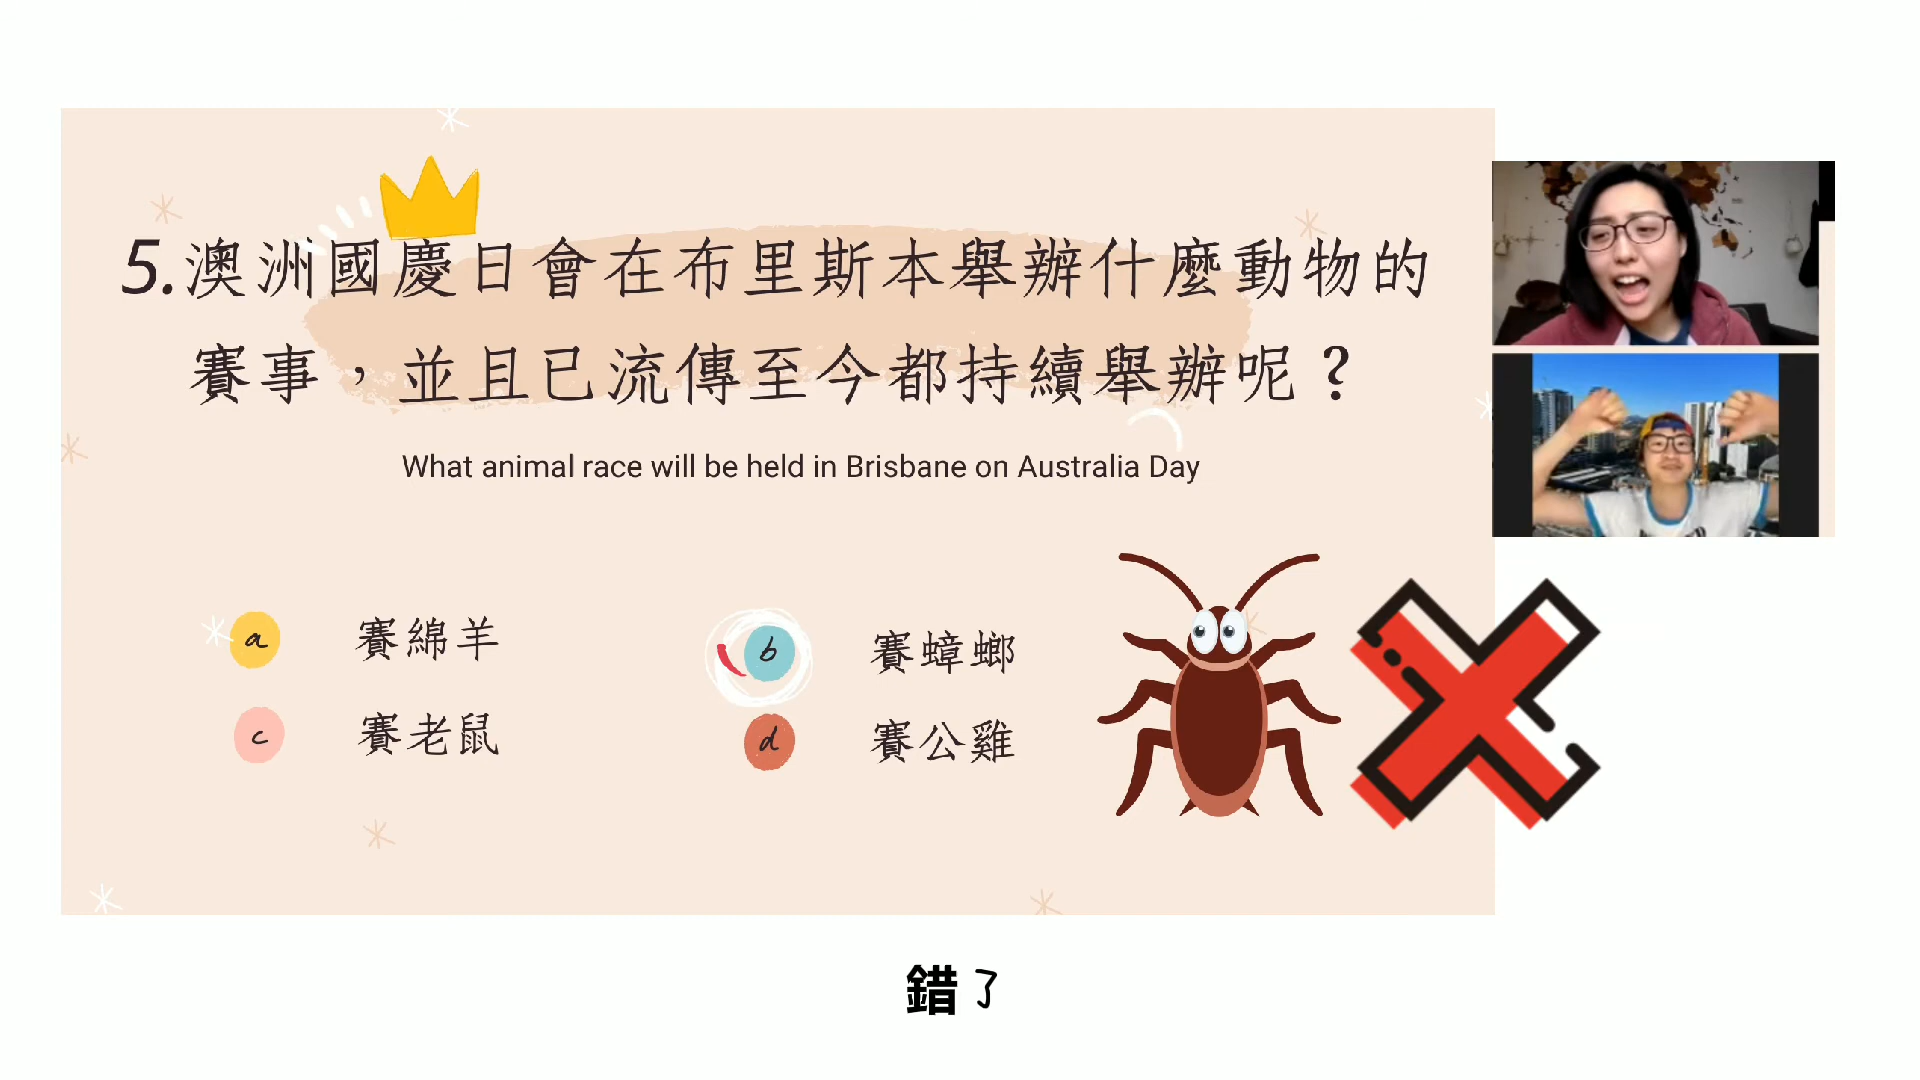 5.澳洲國慶日會在布里斯本舉辦什麼動物的
賽事，並且已流傳至今都持續舉辦呢？
What animal race will be held in Brisbane on Australia Day
a 賽綿羊
b 賽蟑螂
c 賽老鼠
d 賽公雞
錯了